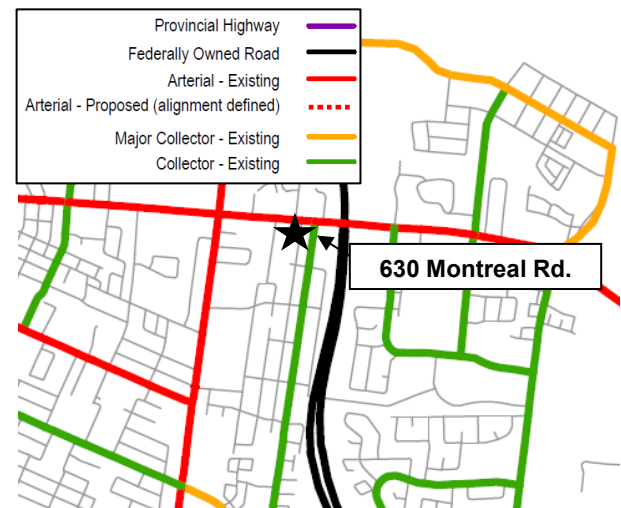 Provincial Highway
Federally Owned Road
Arterial - Existing
Arterial - Proposed (alignment defined)
Major Collector - Existing
Collector - Existing
630 Montreal Rd.